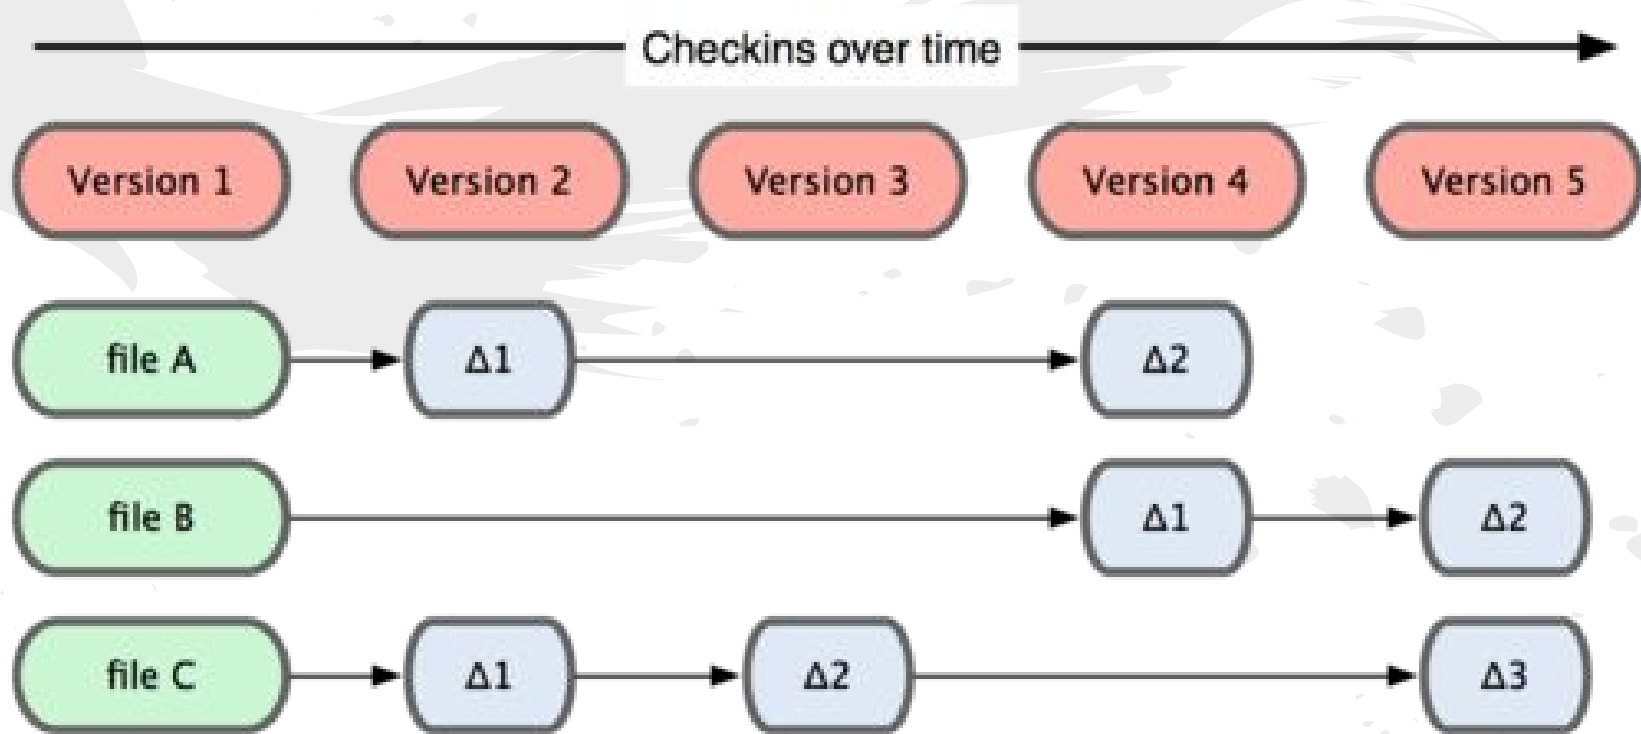 Checkins over time
Version 1 Version 2 Version 3 Version 4 Version 5
file A Δ1 Δ2
file B Δ1 Δ2
file C Δ1 Δ2 Δ3